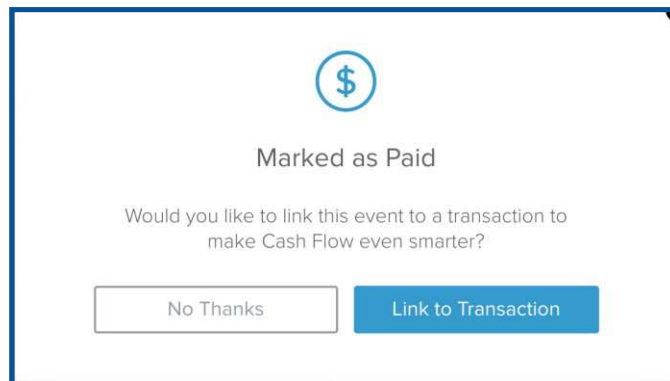 $
Marked as Paid
Would you like to link this event to a transaction to
make Cash Flow even smarter?
No Thanks
Link to Transaction